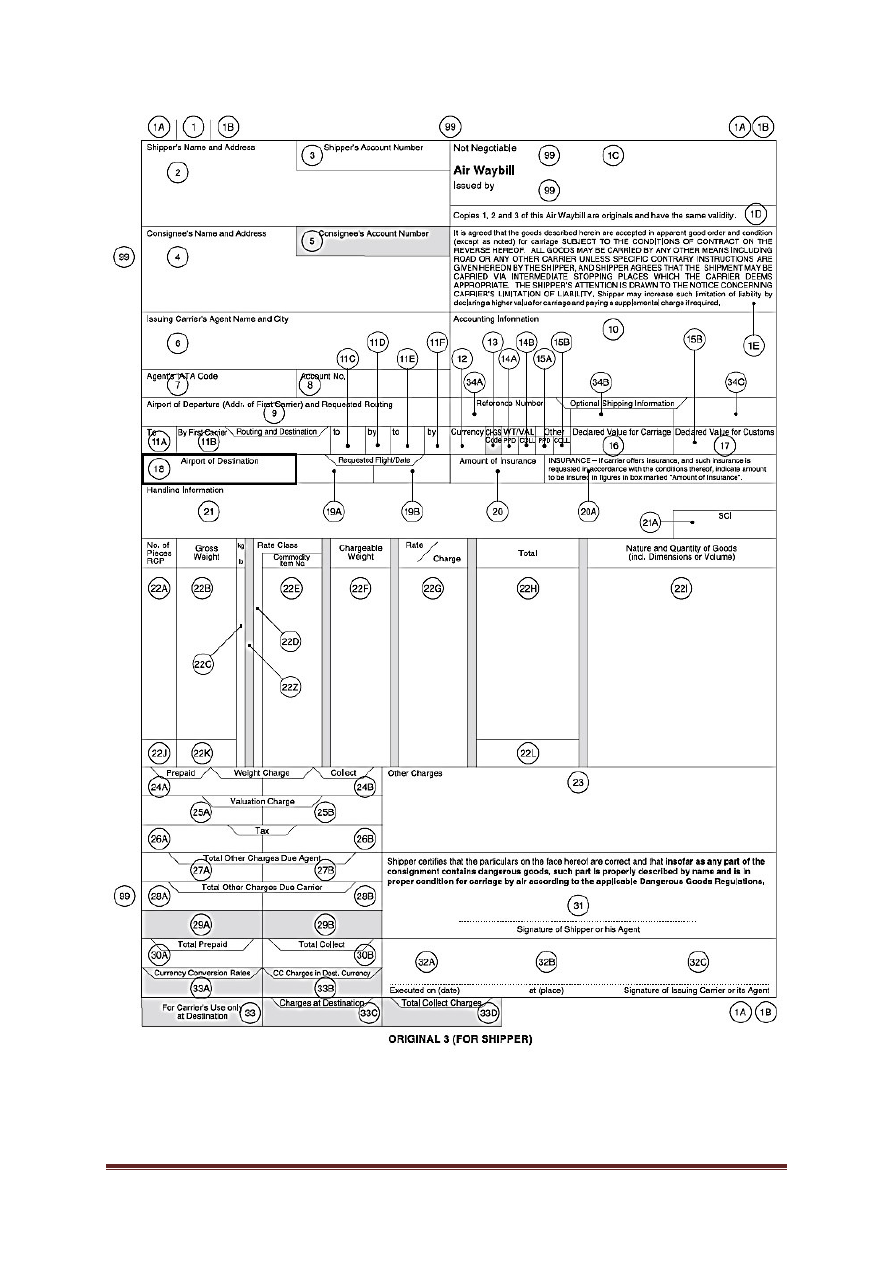 1A 1 1B 99 1A 1B
Shipper's Name and Address
2
3 Shipper's Account Number
Not Negotiable 99 1C
Air Waybill
Issued by 99
Copies 1, 2 and 3 of this Air Waybill are originals and have the same validity. 1D
Consignee's Name and Address
99 4
5 Consignee's Account Number
It is agreed that the goods described herein are accepted in apparent good order and condition
(except as noted) for carriage SUBJECT TO THE CONDITIONS OF CONTRACT ON THE
REVERSE HEREOF. ALL GOODS MAY BE CARRIED BY ANY OTHER MEANS INCLUDING
ROAD OR ANY OTHER CARRIER UNLESS SPECIFIC CONTRARY INSTRUCTIONS ARE
GIVEN HEREON BY THE SHIPPER, AND SHIPPER AGREES THAT THE SHIPMENT MAY BE
CARRIED VIA INTERMEDIATE STOPPING PLACES WHICH THE CARRIER DEEMS
APPROPRIATE. THE SHIPPER'S ATTENTION IS DRAWN TO THE NOTICE CONCERNING
CARRIER'S LIMITATION OF LIABILITY. Shipper may increase such limitation of liability by
declaring a higher value for carriage and paying a supplemental charge if required.
Issuing Carrier's Agent Name and City
6
Accounting Information
10
1E
11C 11D 11E 11F 12 13 14A 14B 15A 15B 15B
Agent's IATA Code
7
Account No.
8
34A 34B 34C
Airport of Departure (Addr. of First Carrier) and Requested Routing
9
Reference Number Optional Shipping Information
To By First Carrier Routing and Destination to by to by Currency CHGS WT/VAL Other Declared Value for Carriage Declared Value for Customs
Code PPD COLL PPD COLL
11A 11B 16 17
18 Airport of Destination
Requested Flight/Date
Amount of Insurance
INSURANCE – If carrier offers insurance, and such insurance is
requested in accordance with the conditions thereof, indicate amount
to be insured in figures in box marked "Amount of Insurance".
Handling Information
21 19A 19B 20 20A
21A SCI
No. of
Pieces
RCP
Gross
Weight
kg
lb
Rate Class
Commodity
Item No.
Chargeable
Weight
Rate
Charge
Total
Nature and Quantity of Goods
(incl. Dimensions or Volume)
22A 22B 22E 22F 22G 22H 22I
22D
22C
22Z
22J 22K 22L
Prepaid Weight Charge Collect
24A 24B
Other Charges
23
Valuation Charge
25A 25B
Tax
26A 26B
Total Other Charges Due Agent
27A 27B
Shipper certifies that the particulars on the face hereof are correct and that insofar as any part of the
consignment contains dangerous goods, such part is properly described by name and is in
proper condition for carriage by air according to the applicable Dangerous Goods Regulations.
Total Other Charges Due Carrier
99 28A 28B
31
29A 29B
Signature of Shipper or his Agent
Total Prepaid Total Collect
30A 30B
32A 32B 32C
Currency Conversion Rates CC Charges in Dest. Currency
33A 33B
Executed on (date) at (place) Signature of Issuing Carrier or its Agent
For Carrier's Use only
at Destination 33
Charges at Destination
33C
Total Collect Charges
33D
1A 1B
ORIGINAL 3 (FOR SHIPPER)